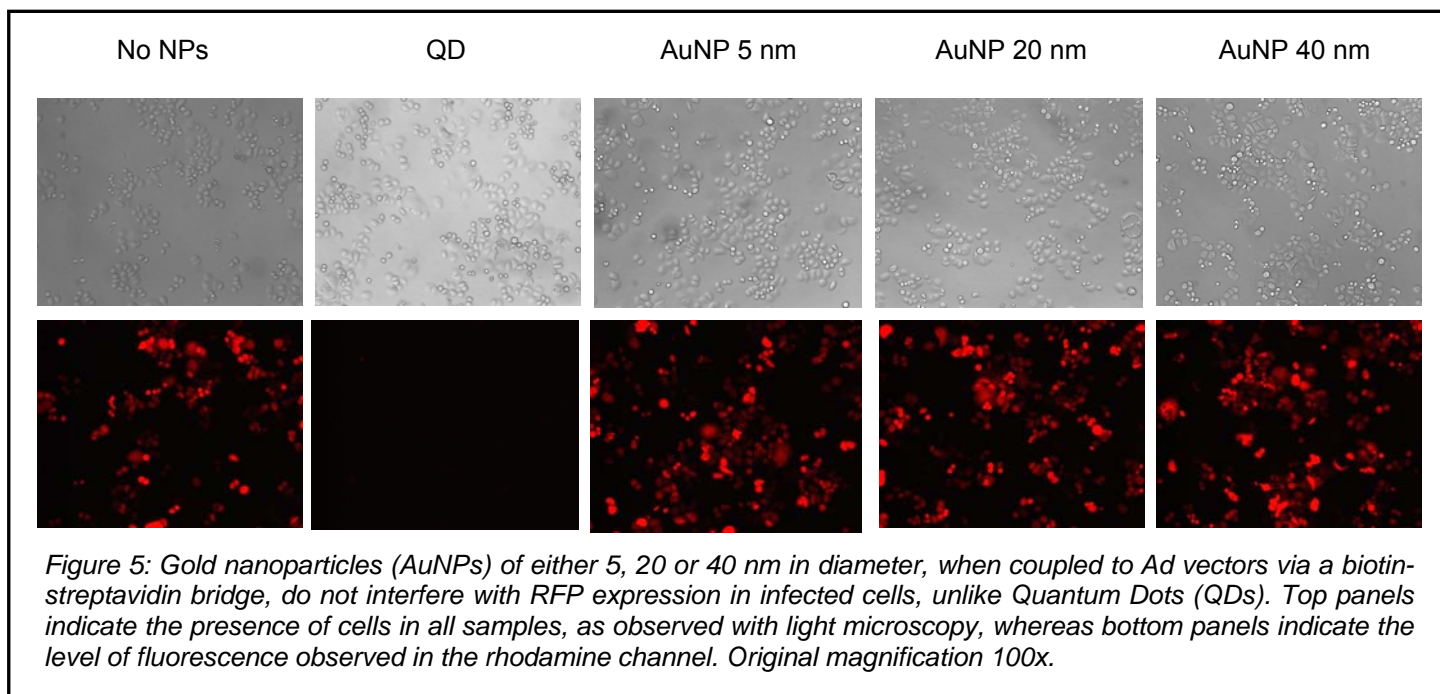 No NPs QD AuNP 5 nm AuNP 20 nm AuNP 40 nm
Figure 5: Gold nanoparticles (AuNPs) of either 5, 20 or 40 nm in diameter, when coupled to Ad vectors via a biotin-
streptavidin bridge, do not interfere with RFP expression in infected cells, unlike Quantum Dots (QDs). Top panels
indicate the presence of cells in all samples, as observed with light microscopy, whereas bottom panels indicate the
level of fluorescence observed in the rhodamine channel. Original magnification 100x.